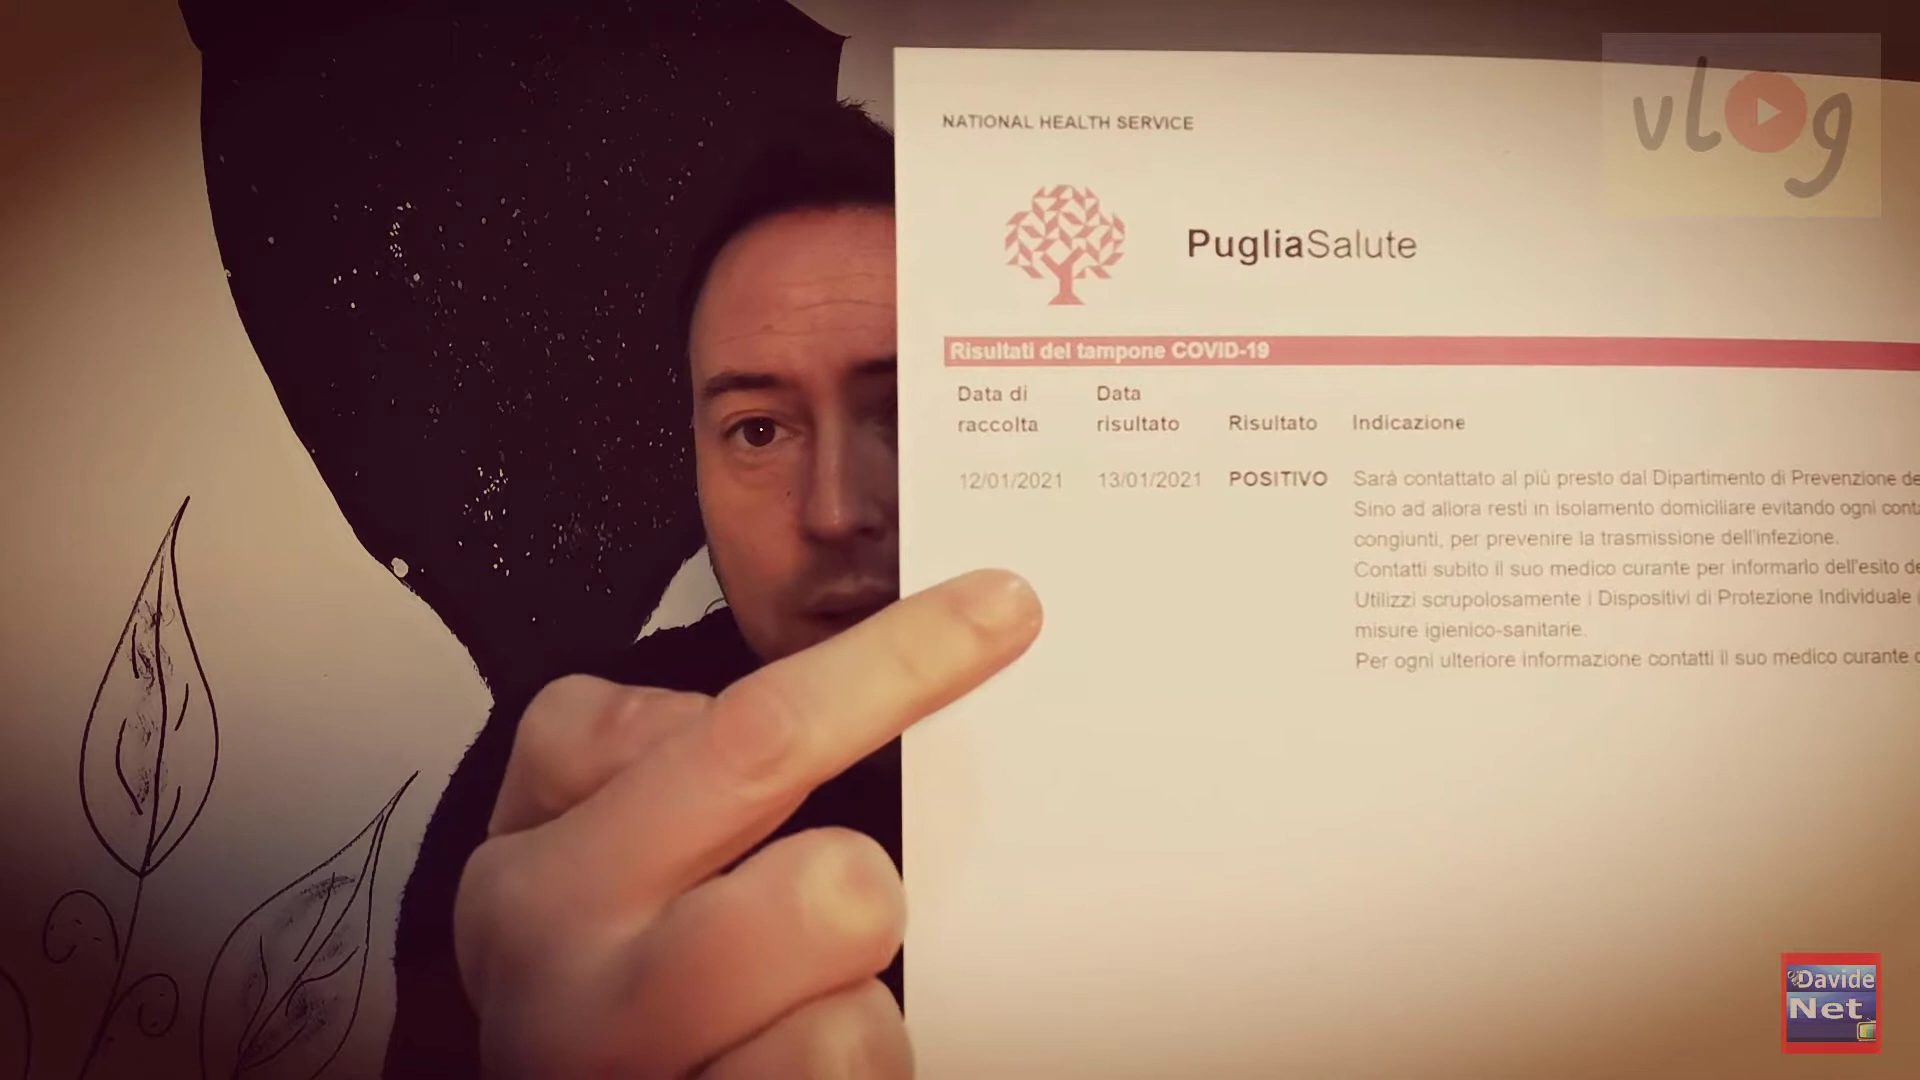 vlog
NATIONAL HEALTH SERVICE
PugliaSalute
Risultati del tampone COVID-19
Data di raccolta
Data risultato
Risultato
Indicazione
12/01/2021
13/01/2021
POSITIVO
Sarà contattato al più presto dal Dipartimento di Prevenzione
Sino ad allora resti in isolamento domiciliare evitando ogni
congiunti, per prevenire la trasmissione dell'infezione.
Contatti subito il suo medico curante per informarlo dell'esito
Utilizzi scrupolosamente i Dispositivi di Protezione Individuale
misure igienico-sanitarie.
Per ogni ulteriore informazione contatti il suo medico curante
Davide
Net